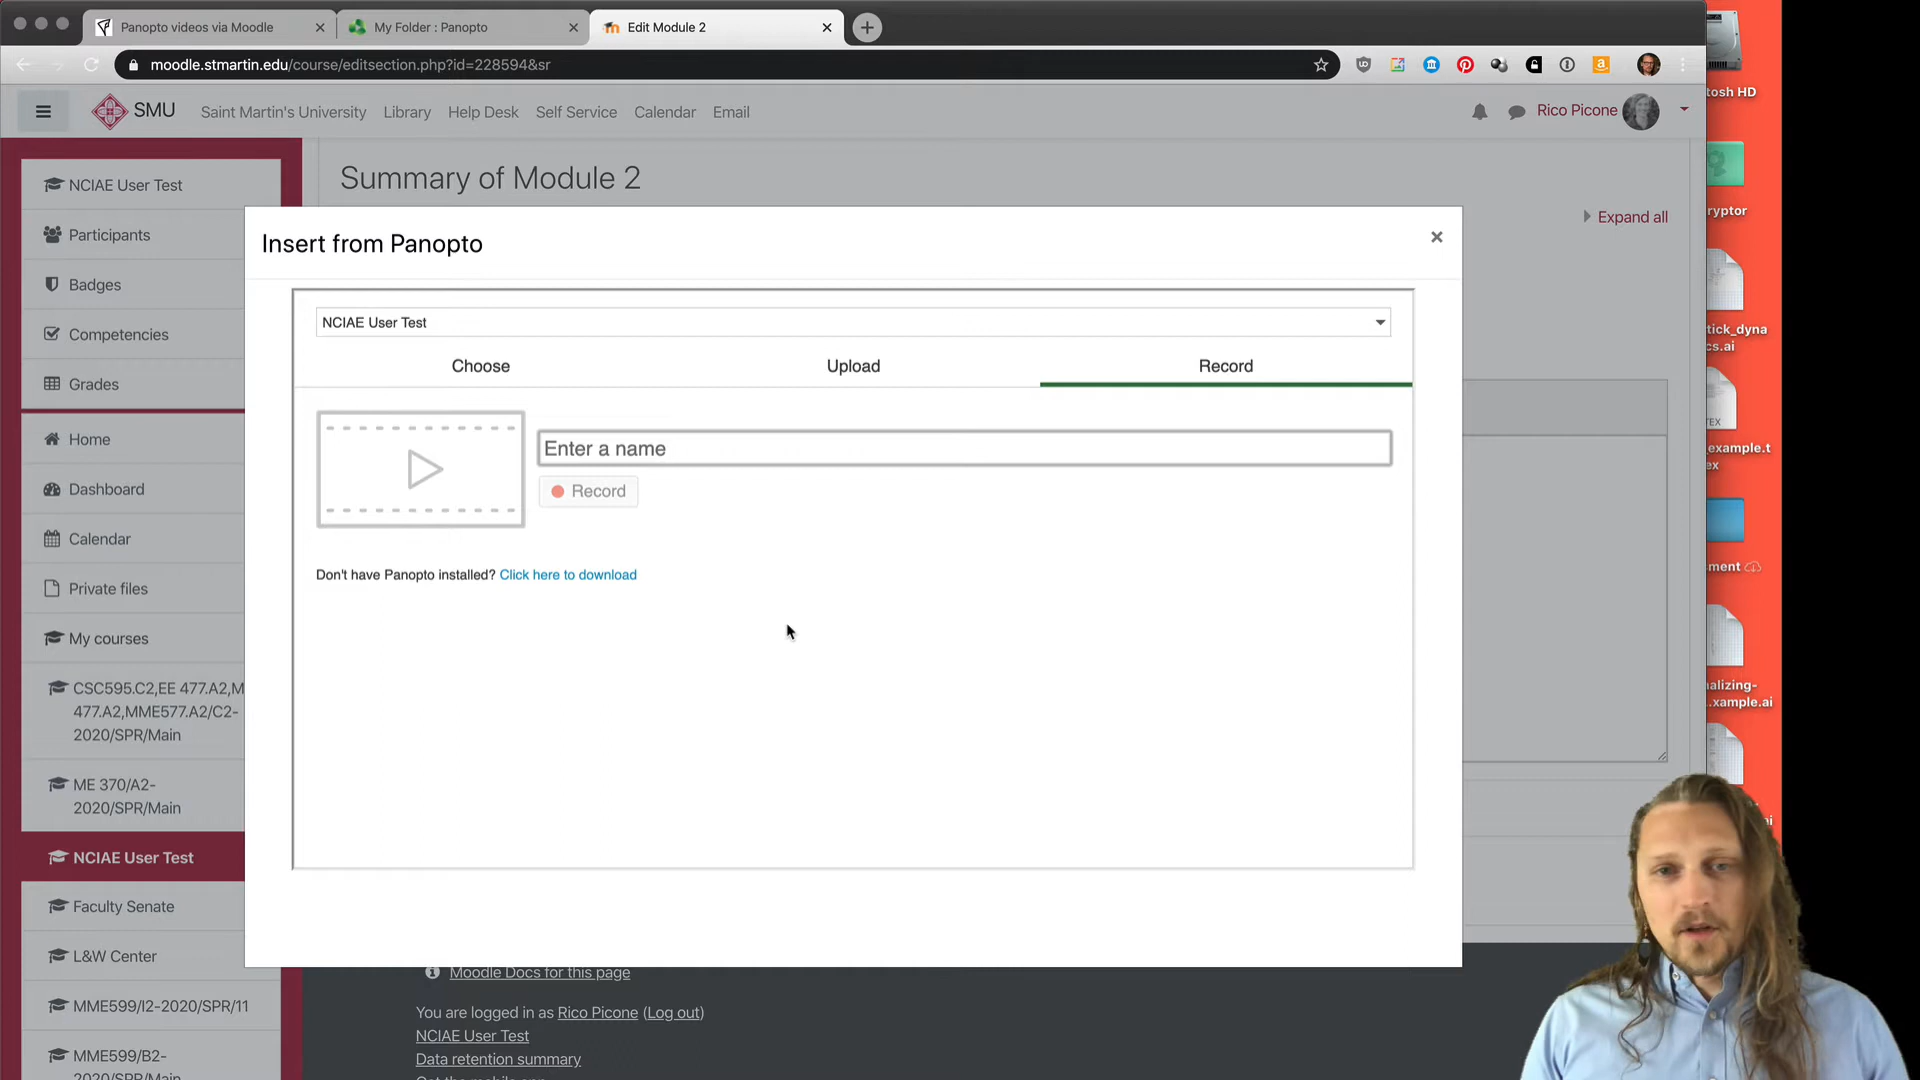 Panopto videos via Moodle
My Folder : Panopto
Edit Module 2
moodle.stmartin.edu/course/editsection.php?id=228594&sr
SMU
Saint Martin's University
Library
Help Desk
Self Service
Calendar
Email
Rico Picone
tosh HD
NCIAE User Test
Participants
Badges
Competencies
Grades
Home
Dashboard
Calendar
Private files
My courses
CSC595.C2,EE 477.A2,M
477.A2,MME577.A2/C2-
2020/SPR/Main
ME 370/A2-
2020/SPR/Main
NCIAE User Test
Faculty Senate
L&W Center
MME599/I2-2020/SPR/11
MME599/B2-
2020/SPR/Main
Summary of Module 2
Expand all
Insert from Panopto
×
NCIAE User Test
Choose
Upload
Record
Enter a name
Record
Don't have Panopto installed? Click here to download
Moodle Docs for this page
You are logged in as Rico Picone (Log out)
NCIAE User Test
Data retention summary
ryptor
tick_dyna
cs.ai
TEX
example.t
ex
ment
alizing-
xample.ai